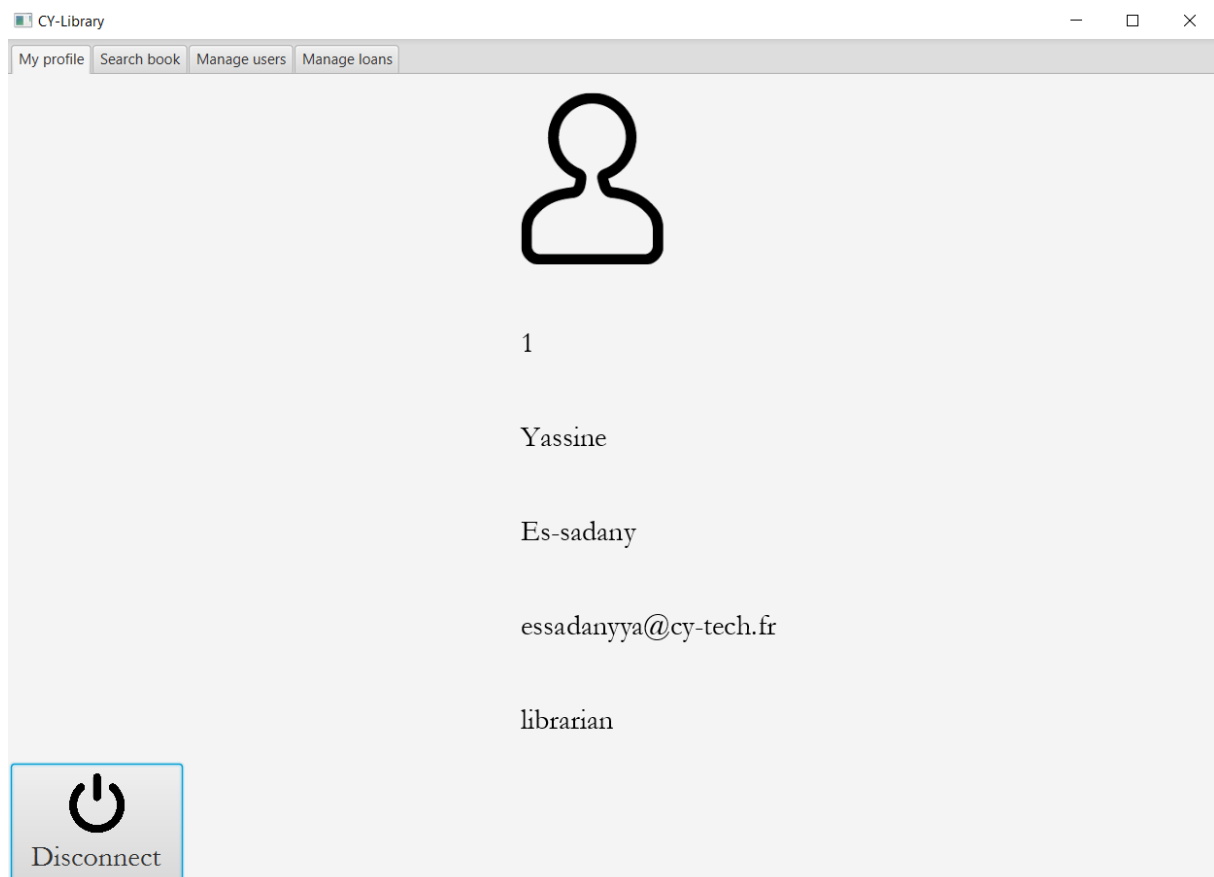 CY-Library
My profile Search book Manage users Manage loans
1
Yassine
Es-sadany
essadanyya@cy-tech.fr
librarian
Disconnect